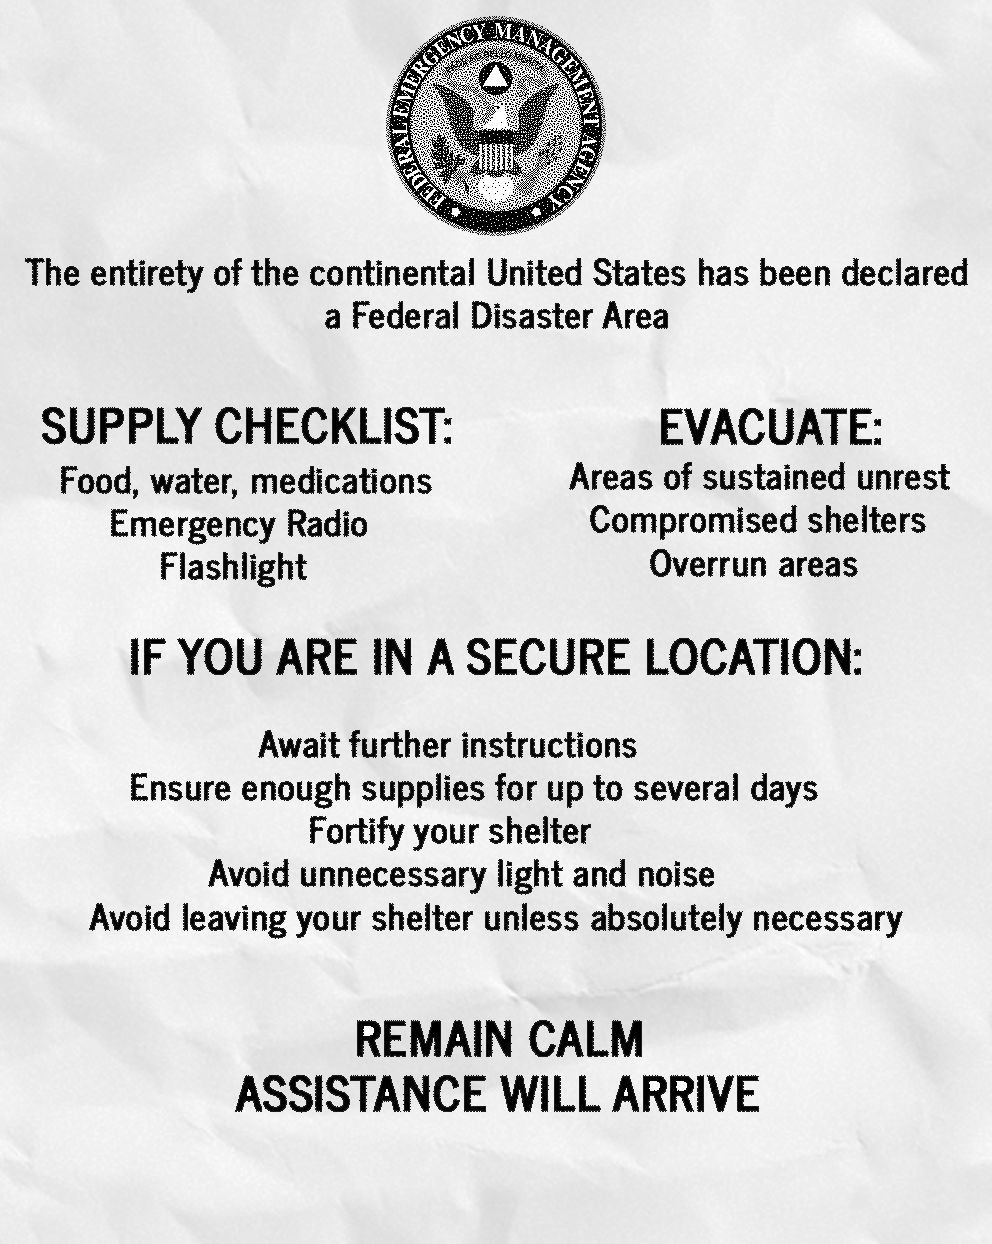 FEDERAL EMERGENCY MANAGEMENT AGENCY
The entirety of the continental United States has been declared
a Federal Disaster Area
SUPPLY CHECKLIST:
Food, water, medications
Emergency Radio
Flashlight
EVACUATE:
Areas of sustained unrest
Compromised shelters
Overrun areas
IF YOU ARE IN A SECURE LOCATION:
Await further instructions
Ensure enough supplies for up to several days
Fortify your shelter
Avoid unnecessary light and noise
Avoid leaving your shelter unless absolutely necessary
REMAIN CALM
ASSISTANCE WILL ARRIVE